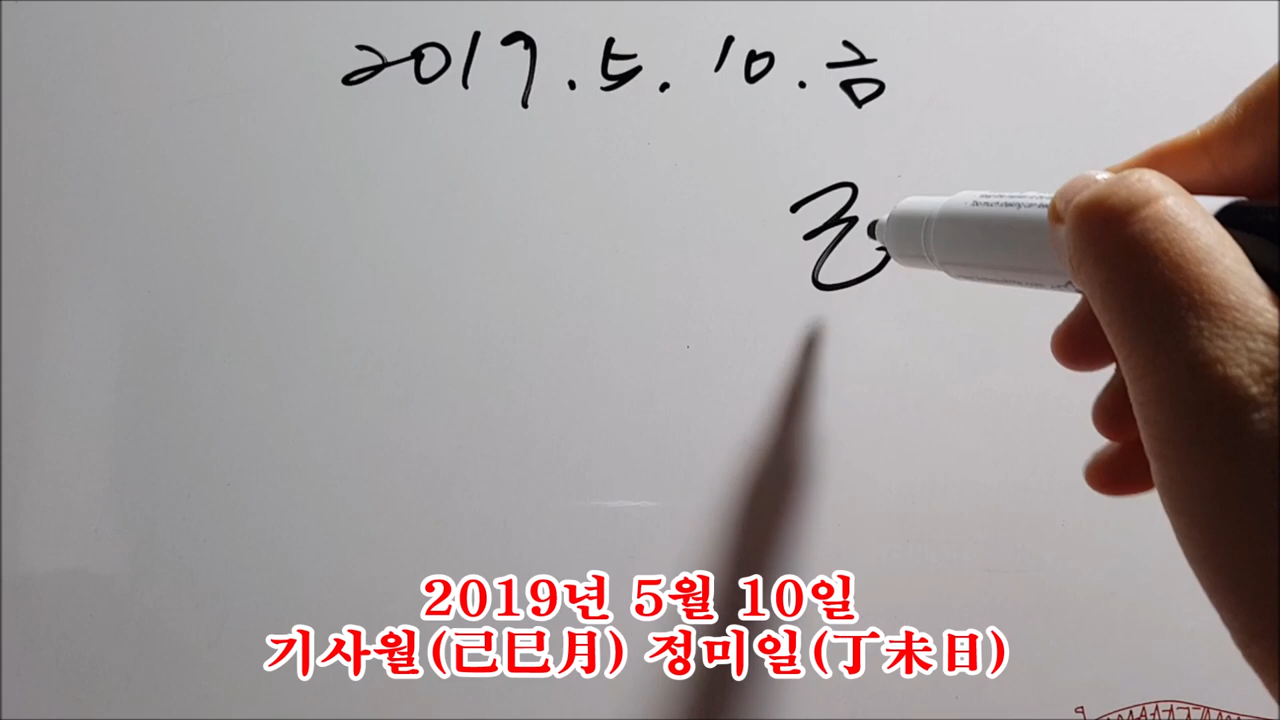 2019.5.10.금
己
2019년 5월 10일
기사월(己巳月) 정미일(丁未日)